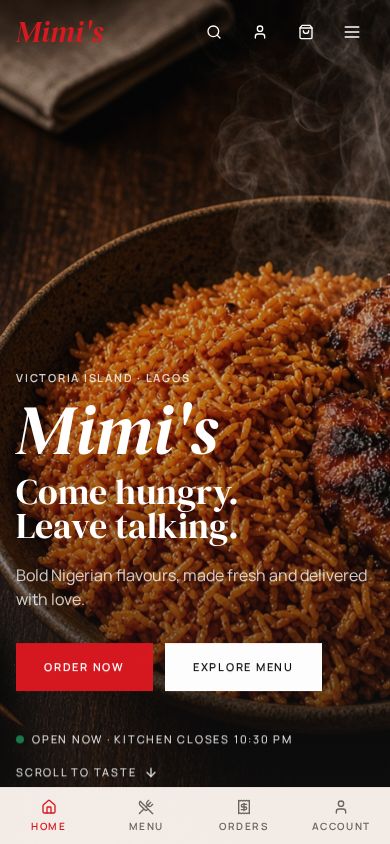 Mimi's
VICTORIA ISLAND · LAGOS
Mimi's
Come hungry.
Leave talking.
Bold Nigerian flavours, made fresh and delivered
with love.
ORDER NOW
EXPLORE MENU
OPEN NOW · KITCHEN CLOSES 10:30 PM
SCROLL TO TASTE
HOME
MENU
ORDERS
ACCOUNT